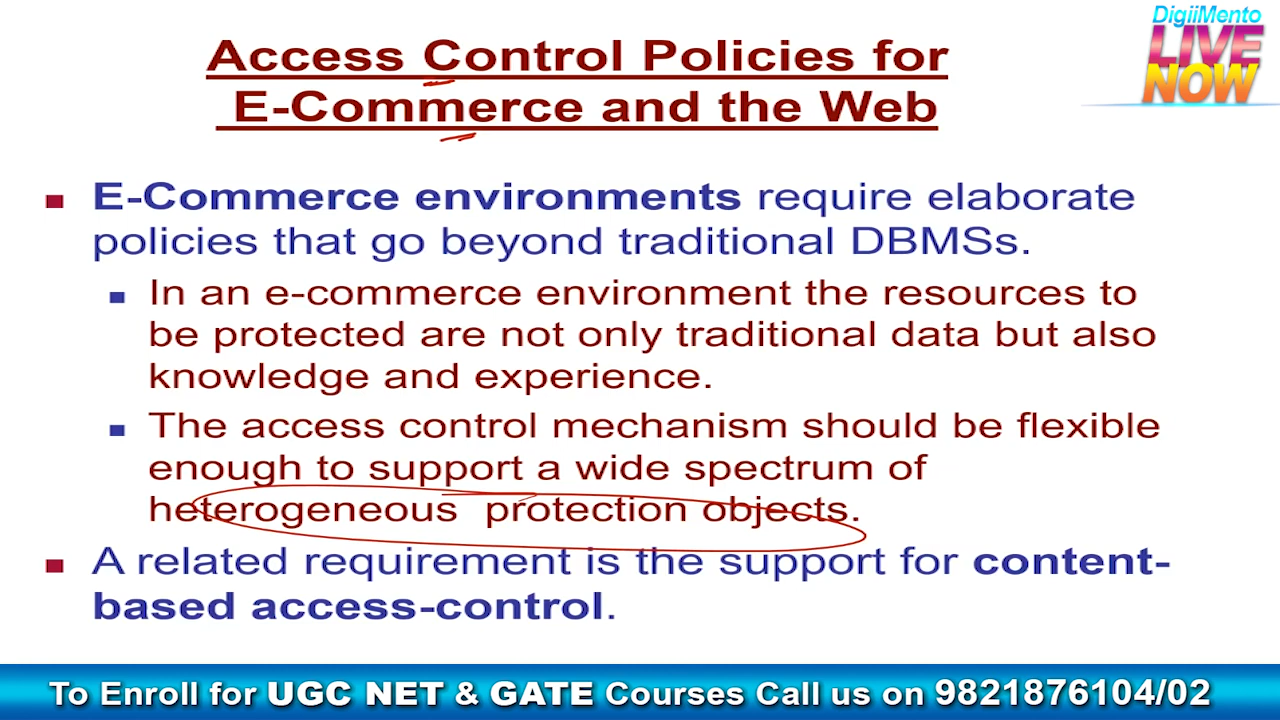 DigiiMento
LIVE
NOW
Access Control Policies for
E-Commerce and the Web
E-Commerce environments require elaborate
policies that go beyond traditional DBMSs.
In an e-commerce environment the resources to
be protected are not only traditional data but also
knowledge and experience.
The access control mechanism should be flexible
enough to support a wide spectrum of
heterogeneous protection objects.
A related requirement is the support for content-
based access-control.
To Enroll for UGC NET & GATE Courses Call us on 9821876104/02